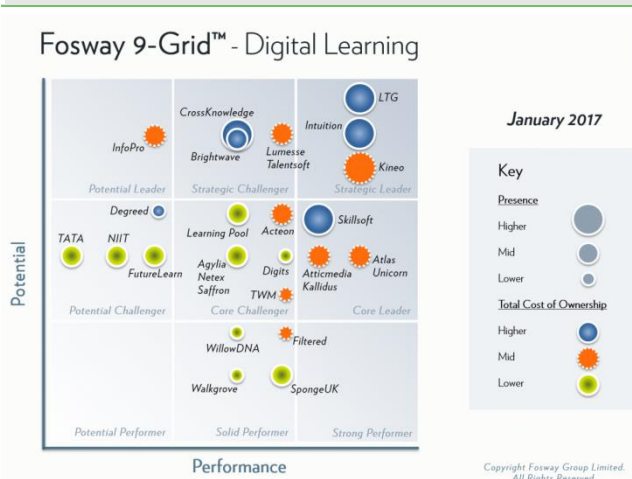 Fosway 9-Grid™ - Digital Learning
January 2017
LTG
CrossKnowledge
Intuition
InfoPro
Brightwave
Lumesse
Talentsoft
Kineo
Potential Leader
Strategic Challenger
Strategic Leader
Degreed
Learning Pool
Acteon
Skillsoft
TATA
NIIT
FutureLearn
Agylia
Netex
Saffron
Digits
Atticmedia
Kallidus
Atlas
Unicorn
TWM
Potential Challenger
Core Challenger
Core Leader
WillowDNA
Filtered
Walkgrove
SpongeUK
Potential Performer
Solid Performer
Strong Performer
Potential
Performance
Key
Presence
Higher
Mid
Lower
Total Cost of Ownership
Higher
Mid
Lower
Copyright Fosway Group Limited.
All Rights Reserved